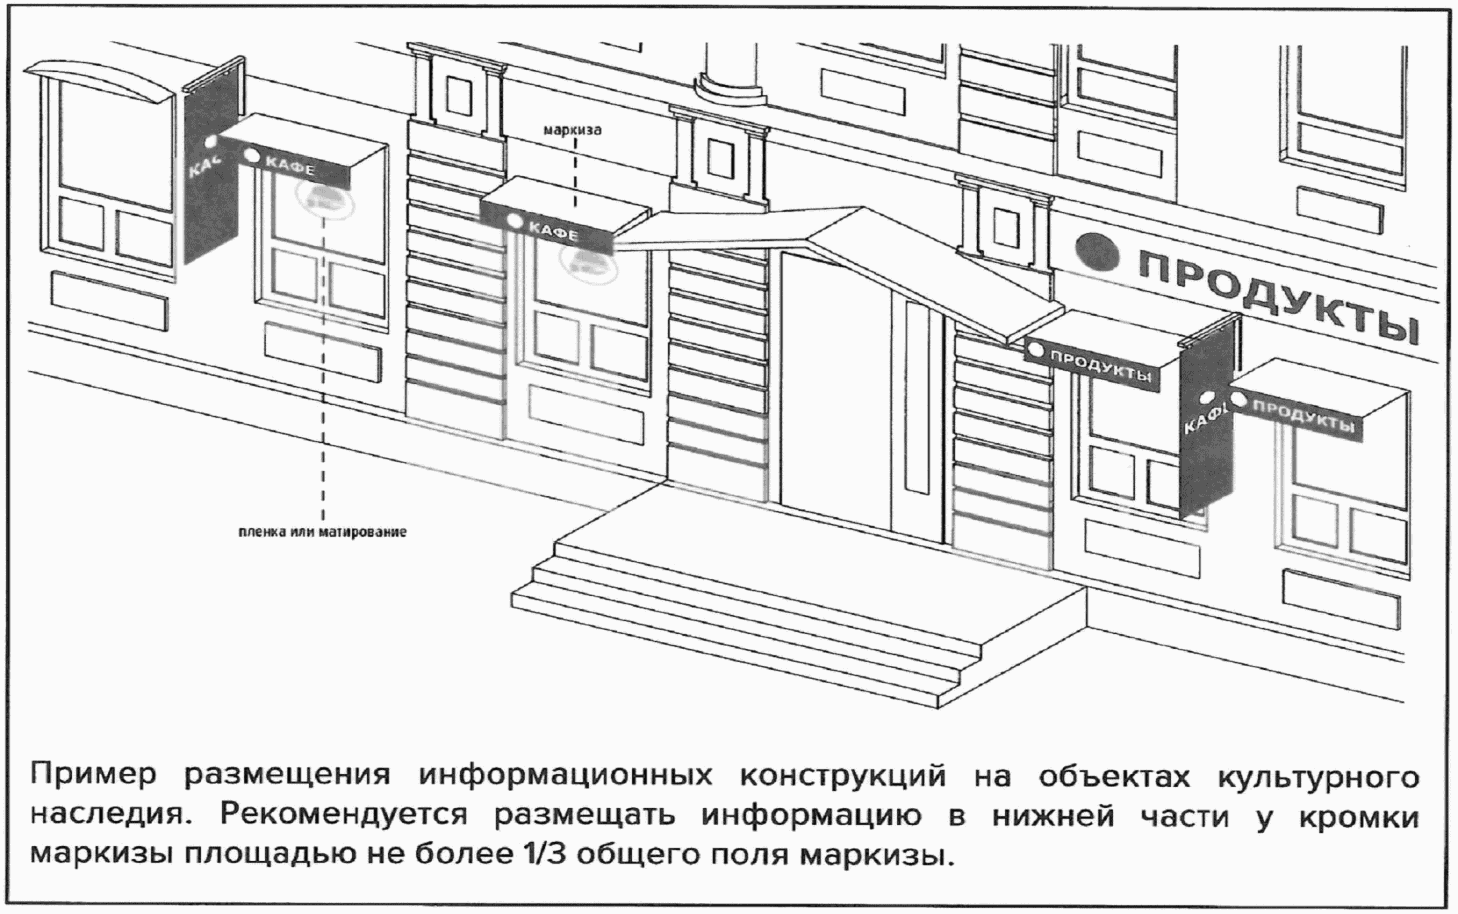 маркиза
КАФЕ
КАФЕ
ПРОДУКТЫ
ПРОДУКТЫ
ПРОДУКТЫ
пленка или матирование
Пример размещения информационных конструкций на объектах культурного
наследия. Рекомендуется размещать информацию в нижней части у кромки
маркизы площадью не более 1/3 общего поля маркизы.